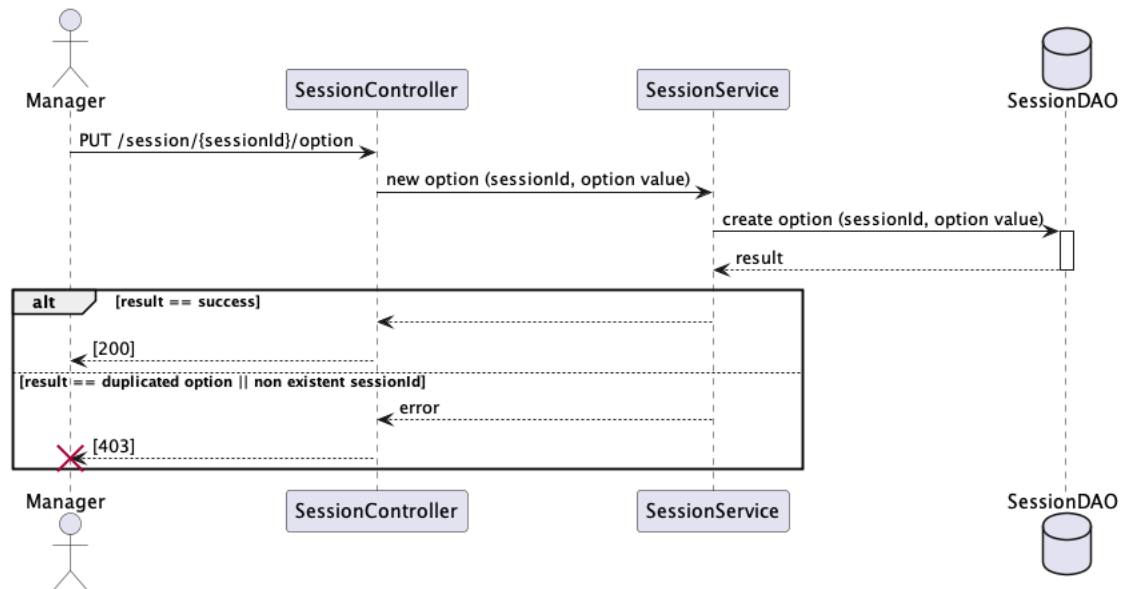 Manager
SessionController
SessionService
SessionDAO
PUT /session/{sessionId}/option
new option (sessionId, option value)
create option (sessionId, option value)
result
alt [result == success]
[200]
[result == duplicated option || non existent sessionId]
error
[403]
Manager
SessionController
SessionService
SessionDAO